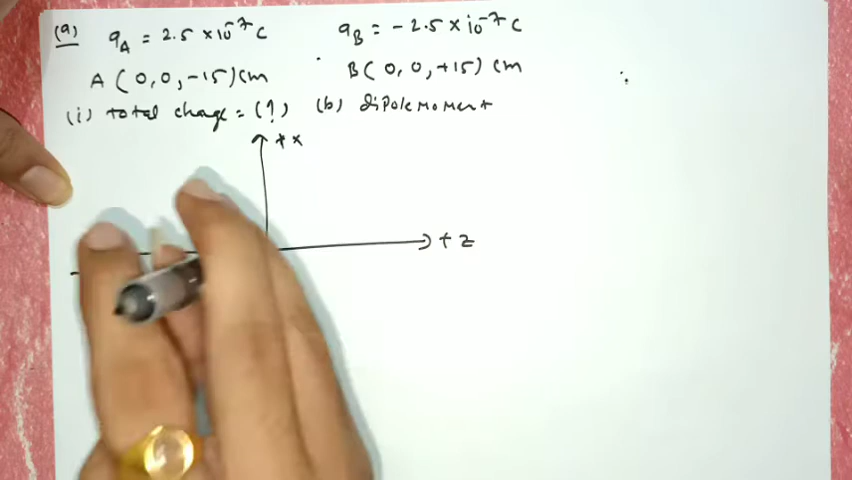 (9) qA = 2.5 × 10⁻⁷ C qB = - 2.5 × 10⁻⁷ C
A ( 0, 0, -15) cm B( 0, 0, +15) cm
(i) total charge = (?) (b) dipole moment
+ x
+ z